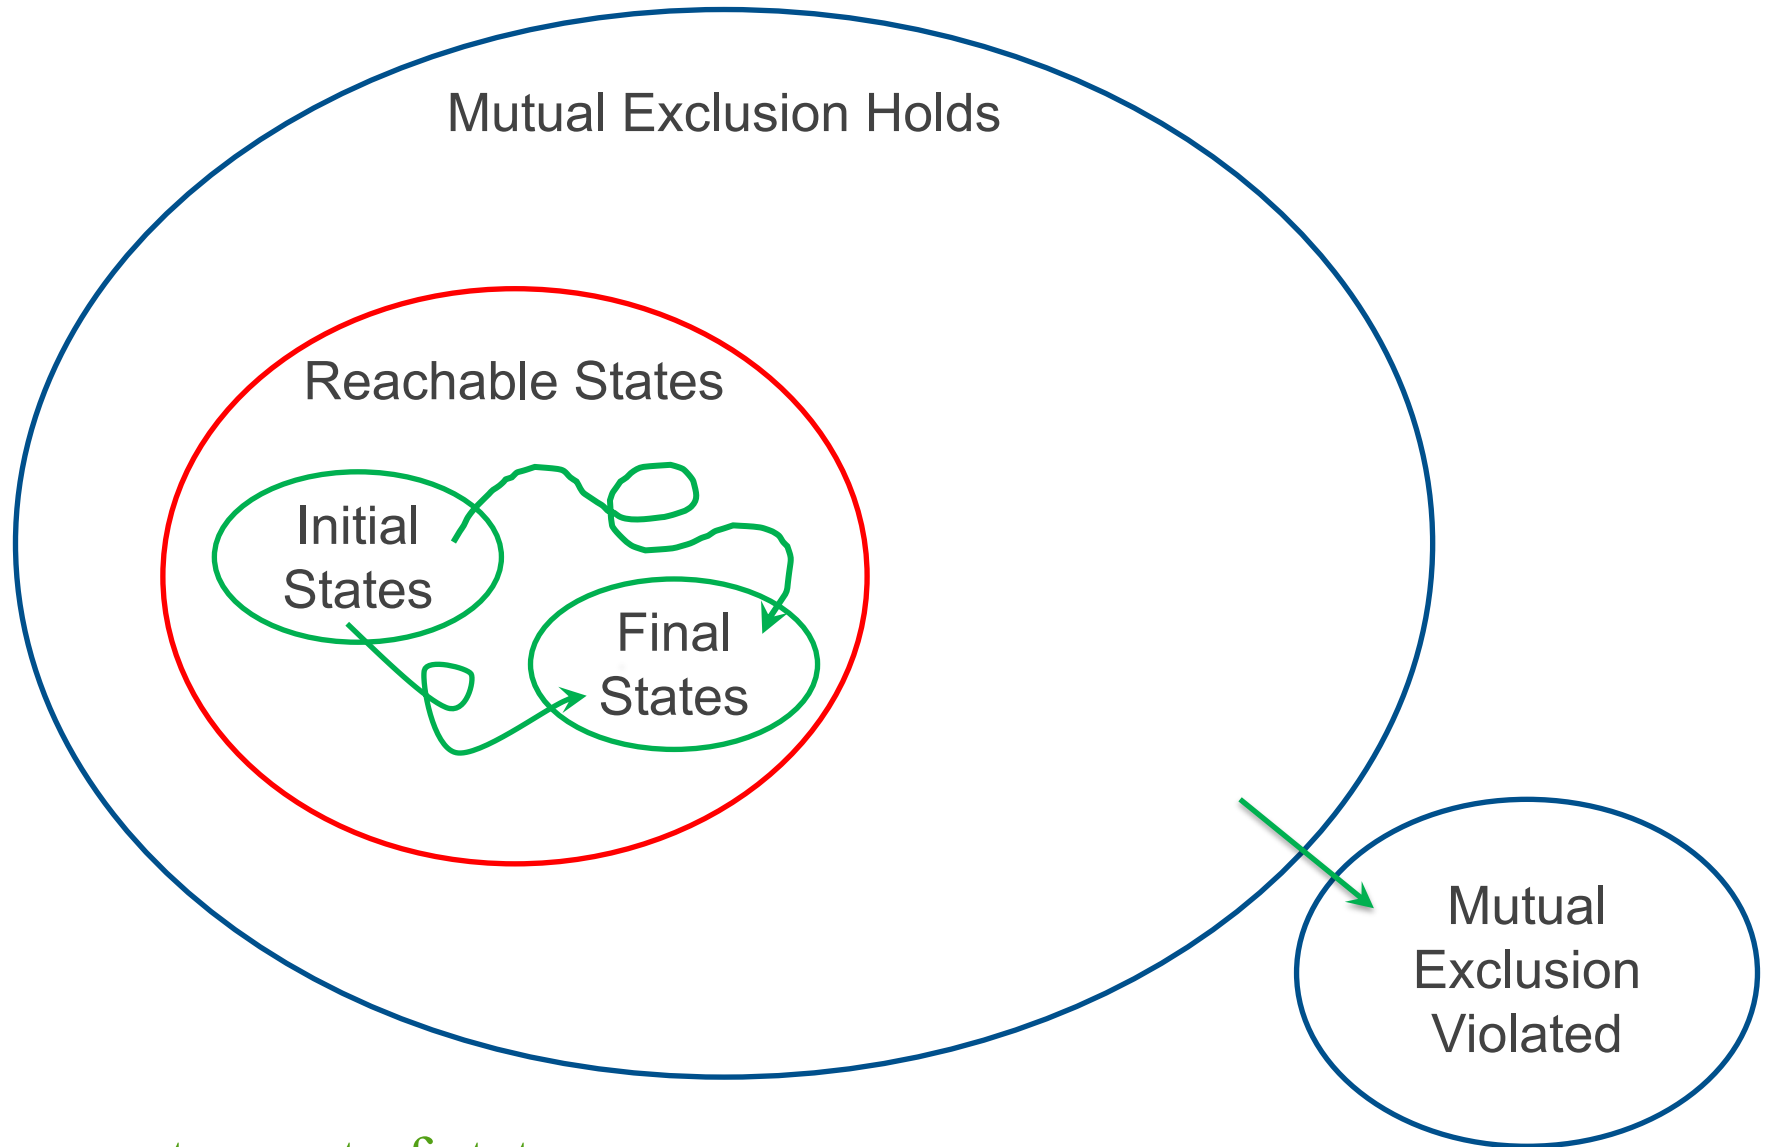 Mutual Exclusion Holds
Reachable States
Initial
States
Final
States
Mutual
Exclusion
Violated